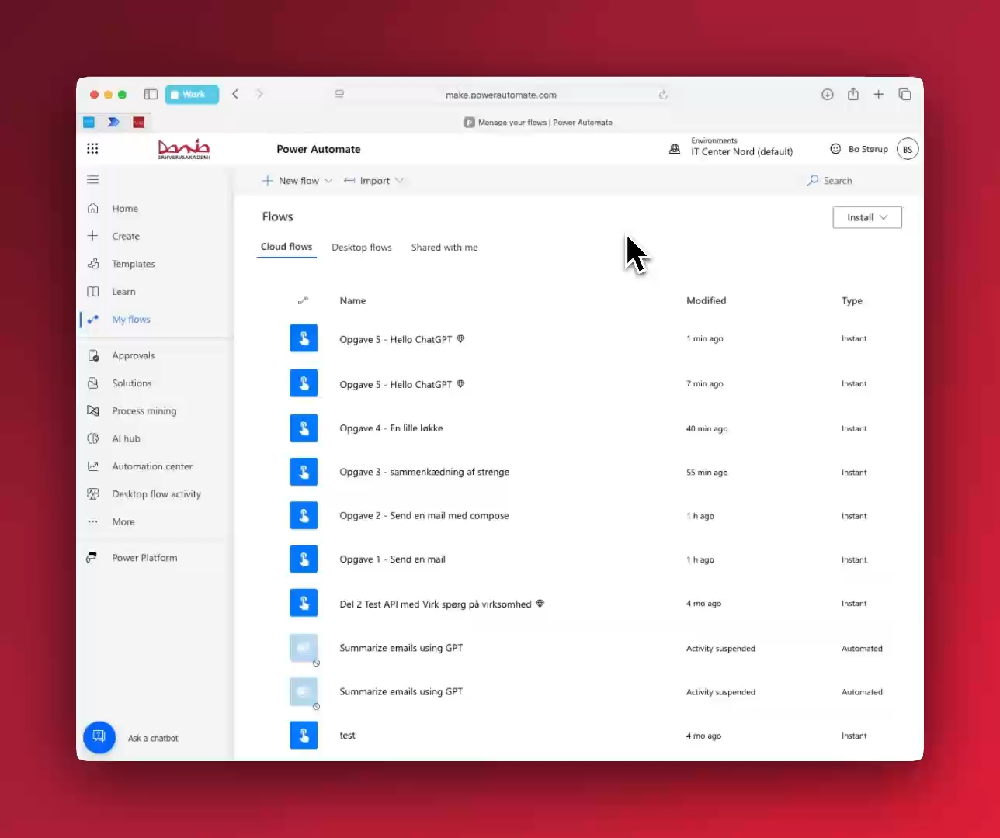 Work
make.powerautomate.com
Manage your flows | Power Automate
Dania
ERHVERVSAKADEMI
Power Automate
Environments
IT Center Nord (default)
Bo Størup
BS
New flow
Import
Search
Home
Create
Templates
Learn
My flows
Approvals
Solutions
Process mining
AI hub
Automation center
Desktop flow activity
More
Power Platform
Ask a chatbot
Flows
Install
Cloud flows
Desktop flows
Shared with me
Name Modified Type
Opgave 5 - Hello ChatGPT 1 min ago Instant
Opgave 5 - Hello ChatGPT 7 min ago Instant
Opgave 4 - En lille løkke 40 min ago Instant
Opgave 3 - sammenkædning af strenge 55 min ago Instant
Opgave 2 - Send en mail med compose 1 h ago Instant
Opgave 1 - Send en mail 1 h ago Instant
Del 2 Test API med Virk spørg på virksomhed 4 mo ago Instant
Summarize emails using GPT Activity suspended Automated
Summarize emails using GPT Activity suspended Automated
test 4 mo ago Instant